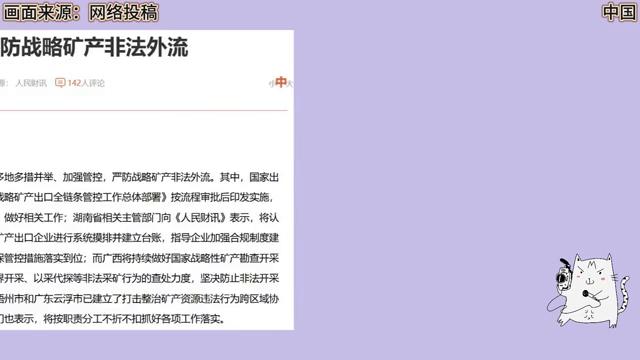 画面来源：网络投稿
中国
防战略矿产非法外流
源： 人民财讯 142人评论
小 中 大
多地多措并举、加强管控，严防战略矿产非法外流。其中，国家出
战略矿产出口全链条管控工作总体部署》按流程审批后印发实施，
做好相关工作；湖南省相关主管部门向《人民财讯》表示，将认
矿产出口企业进行系统摸排并建立台账，指导企业加强合规制度建
保管控措施落实到位；而广西将持续做好国家战略性矿产勘查开采
界开采、以采代探等非法采矿行为的查处力度，坚决防止非法开采
梧州市和广东云浮市已建立了打击整治矿产资源违法行为跨区域协
门也表示，将按职责分工不折不扣抓好各项工作落实。